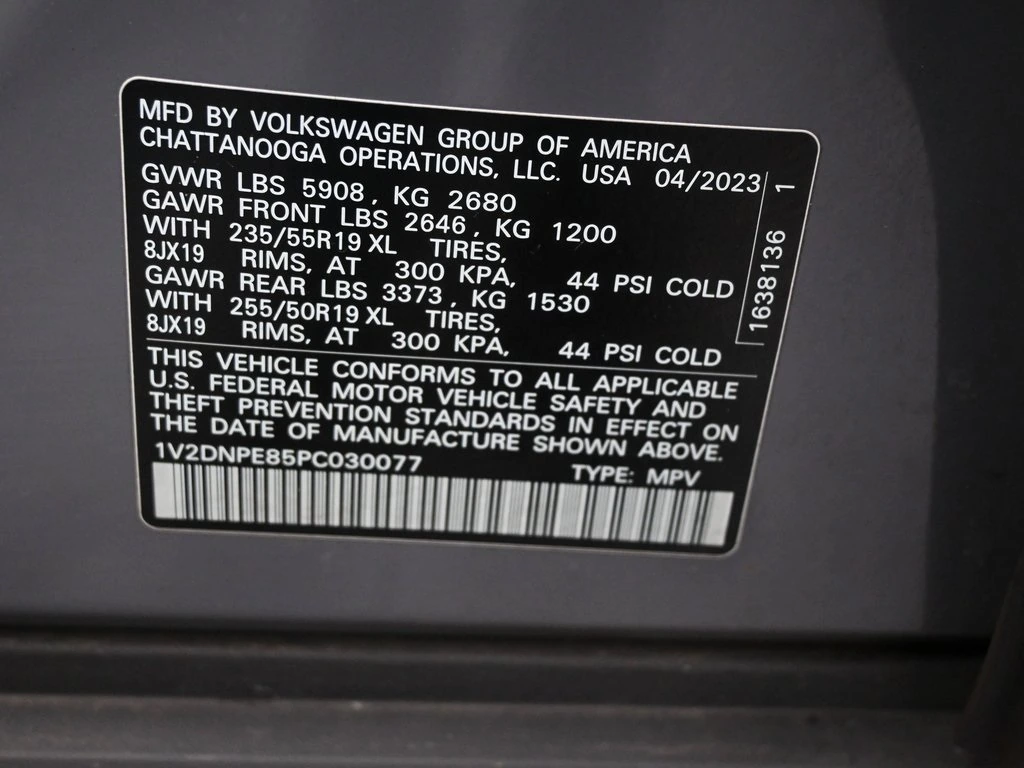 MFD BY VOLKSWAGEN GROUP OF AMERICA
CHATTANOOGA OPERATIONS, LLC. USA 04/2023
GVWR LBS 5908, KG 2680
GAWR FRONT LBS 2646, KG 1200
WITH 235/55R19 XL TIRES,
8JX19 RIMS, AT 300 KPA, 44 PSI COLD
GAWR REAR LBS 3373, KG 1530
WITH 255/50R19 XL TIRES,
8JX19 RIMS, AT 300 KPA, 44 PSI COLD
THIS VEHICLE CONFORMS TO ALL APPLICABLE
U.S. FEDERAL MOTOR VEHICLE SAFETY AND
THEFT PREVENTION STANDARDS IN EFFECT ON
THE DATE OF MANUFACTURE SHOWN ABOVE.
1V2DNPE85PC030077 TYPE: MPV
1638136 1